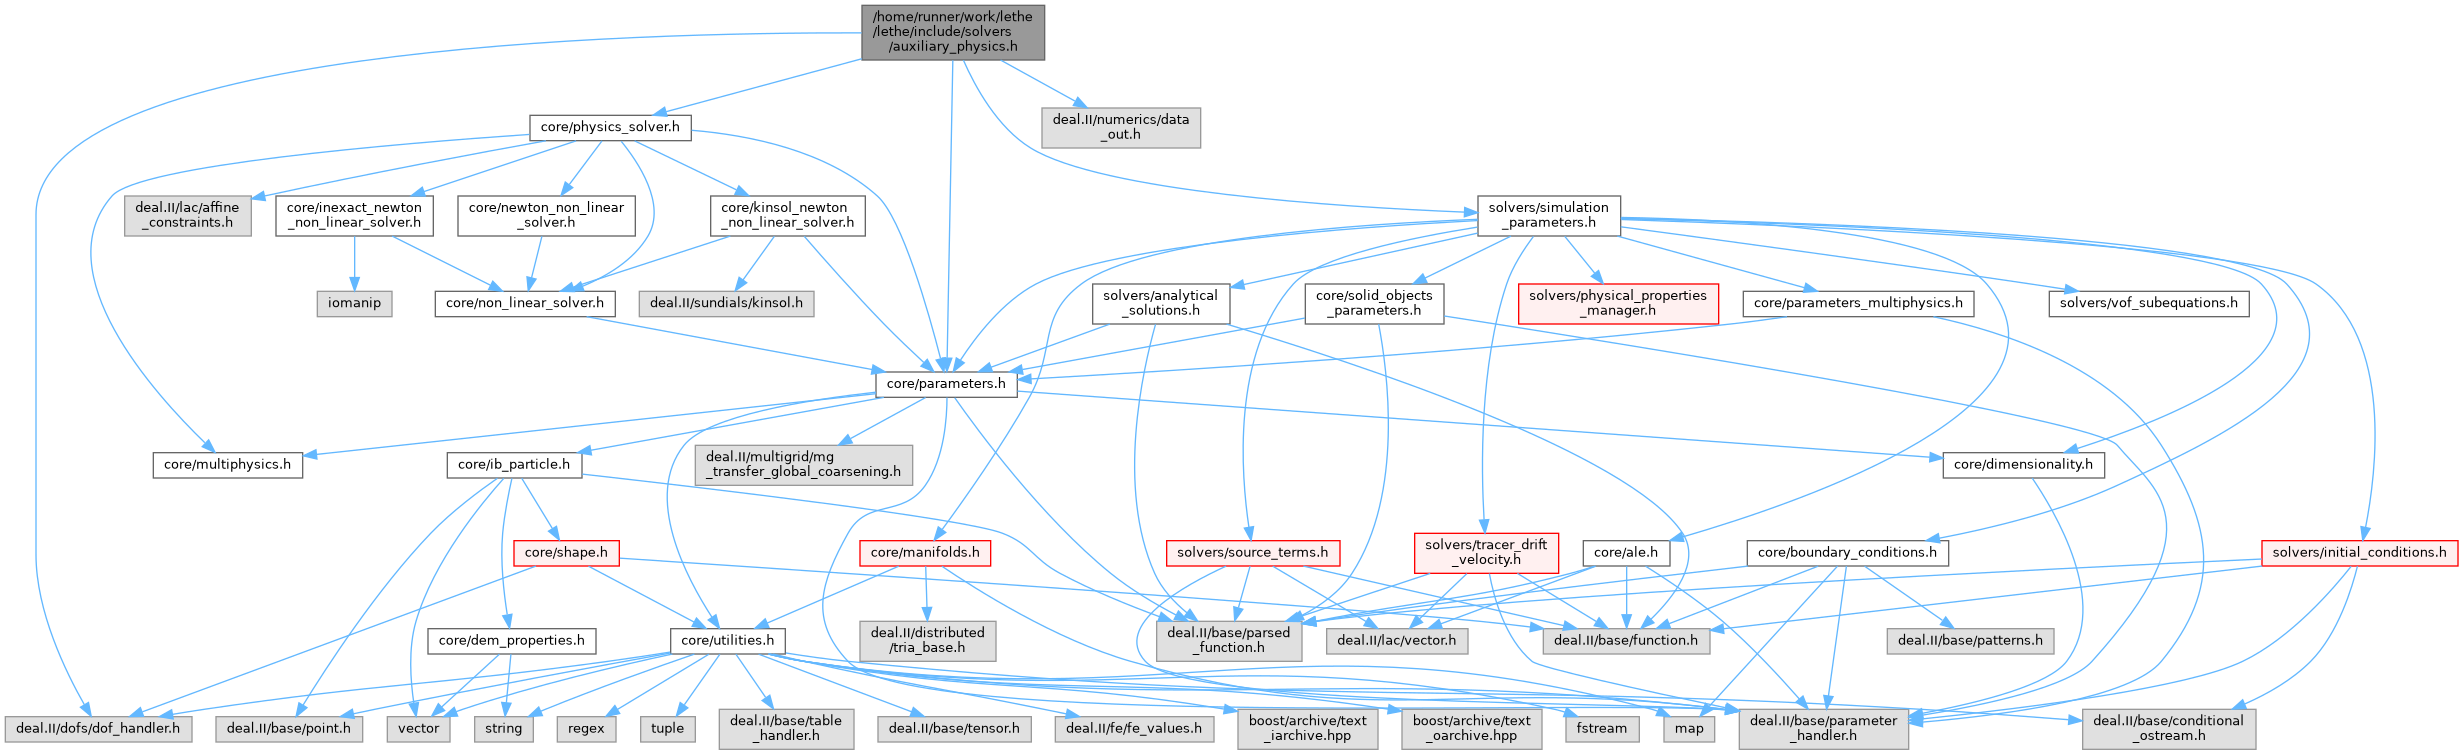 /home/runner/work/lethe
/lethe/include/solvers
/auxiliary_physics.h
core/physics_solver.h
deal.II/numerics/data
_out.h
deal.II/lac/affine
_constraints.h
core/inexact_newton
_non_linear_solver.h
core/newton_non_linear
_solver.h
core/kinsol_newton
_non_linear_solver.h
solvers/simulation
_parameters.h
iomanip
core/non_linear_solver.h
deal.II/sundials/kinsol.h
solvers/analytical
_solutions.h
core/solid_objects
_parameters.h
solvers/physical_properties
_manager.h
core/parameters_multiphysics.h
solvers/vof_subequations.h
core/parameters.h
core/multiphysics.h
core/ib_particle.h
deal.II/multigrid/mg
_transfer_global_coarsening.h
core/dimensionality.h
core/shape.h
core/manifolds.h
solvers/source_terms.h
solvers/tracer_drift
_velocity.h
core/ale.h
core/boundary_conditions.h
solvers/initial_conditions.h
core/dem_properties.h
core/utilities.h
deal.II/distributed
/tria_base.h
deal.II/base/parsed
_function.h
deal.II/lac/vector.h
deal.II/base/function.h
deal.II/base/patterns.h
deal.II/dofs/dof_handler.h
deal.II/base/point.h
vector
string
regex
tuple
deal.II/base/table
_handler.h
deal.II/base/tensor.h
deal.II/fe/fe_values.h
boost/archive/text
_iarchive.hpp
boost/archive/text
_oarchive.hpp
fstream
map
deal.II/base/parameter
_handler.h
deal.II/base/conditional
_ostream.h